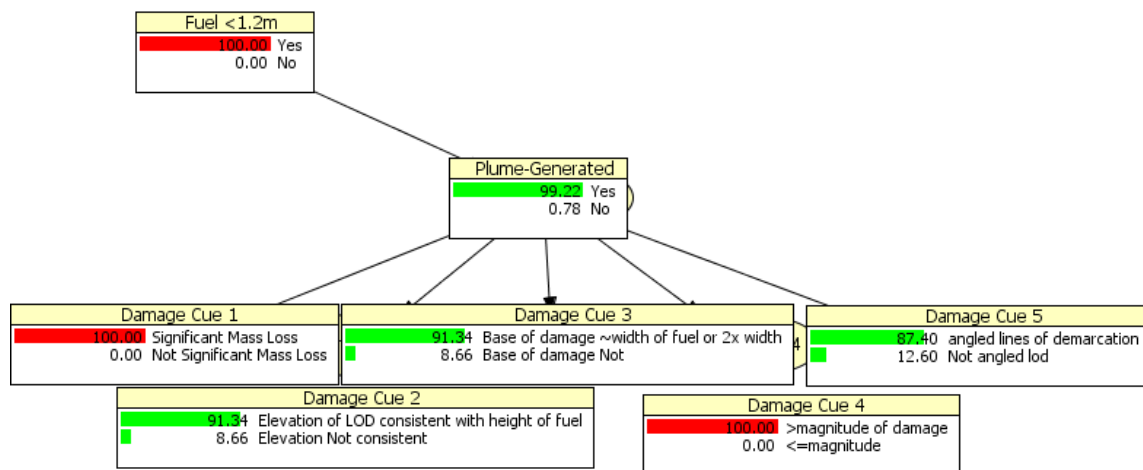 Fuel <1.2m
100.00 Yes
0.00 No
Plume-Generated
99.22 Yes
0.78 No
Damage Cue 1
100.00 Significant Mass Loss
0.00 Not Significant Mass Loss
Damage Cue 3
91.34 Base of damage ~width of fuel or 2x width
8.66 Base of damage Not
4
Damage Cue 5
87.40 angled lines of demarcation
12.60 Not angled lod
Damage Cue 2
91.34 Elevation of LOD consistent with height of fuel
8.66 Elevation Not consistent
Damage Cue 4
100.00 >magnitude of damage
0.00 <=magnitude